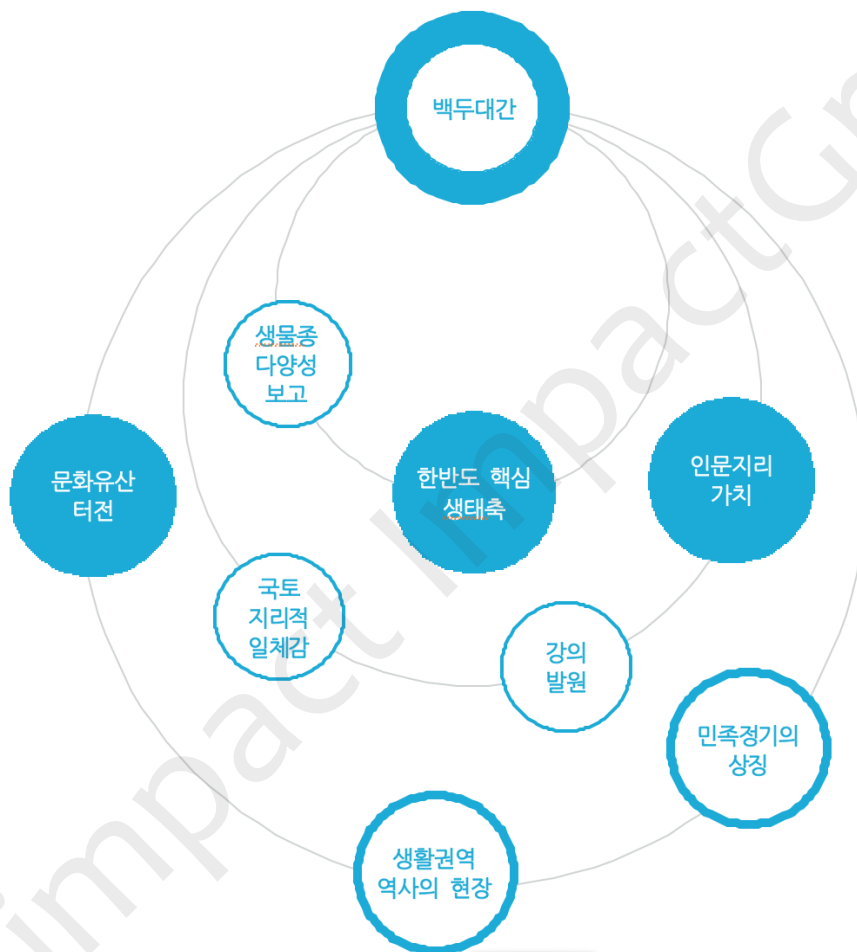 백두대간
생물종
다양성
보고
문화유산
터전
한반도 핵심
생태축
인문지리
가치
국토
지리적
일체감
강의
발원
민족정기의
상징
생활권역
역사의 현장
impact ImpactGr